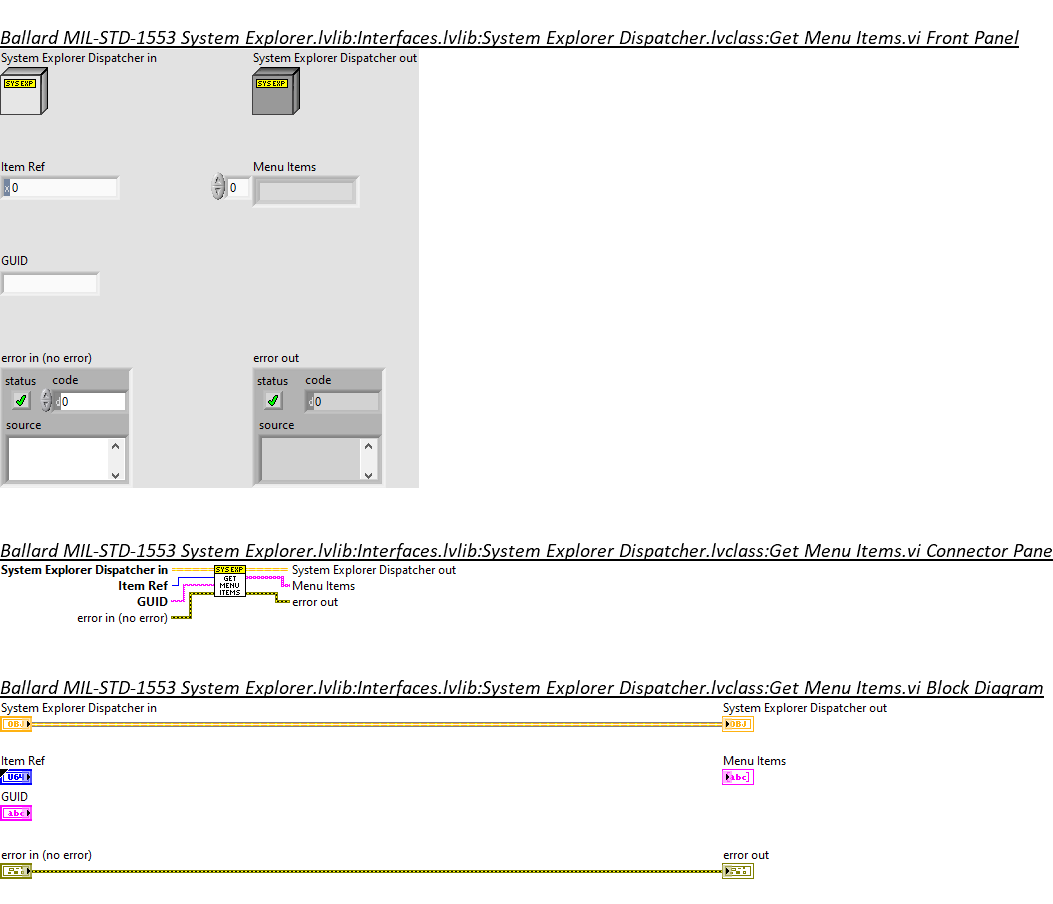 Ballard MIL-STD-1553 System Explorer.lvlib:Interfaces.lvlib:System Explorer Dispatcher.lvclass:Get Menu Items.vi Front Panel
System Explorer Dispatcher in
System Explorer Dispatcher out
SYS EXP
SYS EXP
Item Ref
Menu Items
x 0
0
GUID
error in (no error)
error out
status code
status code
d 0
d 0
source
source
Ballard MIL-STD-1553 System Explorer.lvlib:Interfaces.lvlib:System Explorer Dispatcher.lvclass:Get Menu Items.vi Connector Pane
System Explorer Dispatcher in
SYS EXP
System Explorer Dispatcher out
Item Ref
GET
MENU
ITEMS
Menu Items
GUID
error out
error in (no error)
Ballard MIL-STD-1553 System Explorer.lvlib:Interfaces.lvlib:System Explorer Dispatcher.lvclass:Get Menu Items.vi Block Diagram
System Explorer Dispatcher in
System Explorer Dispatcher out
OBJ
OBJ
Item Ref
Menu Items
U64
abc
GUID
abc
error in (no error)
error out